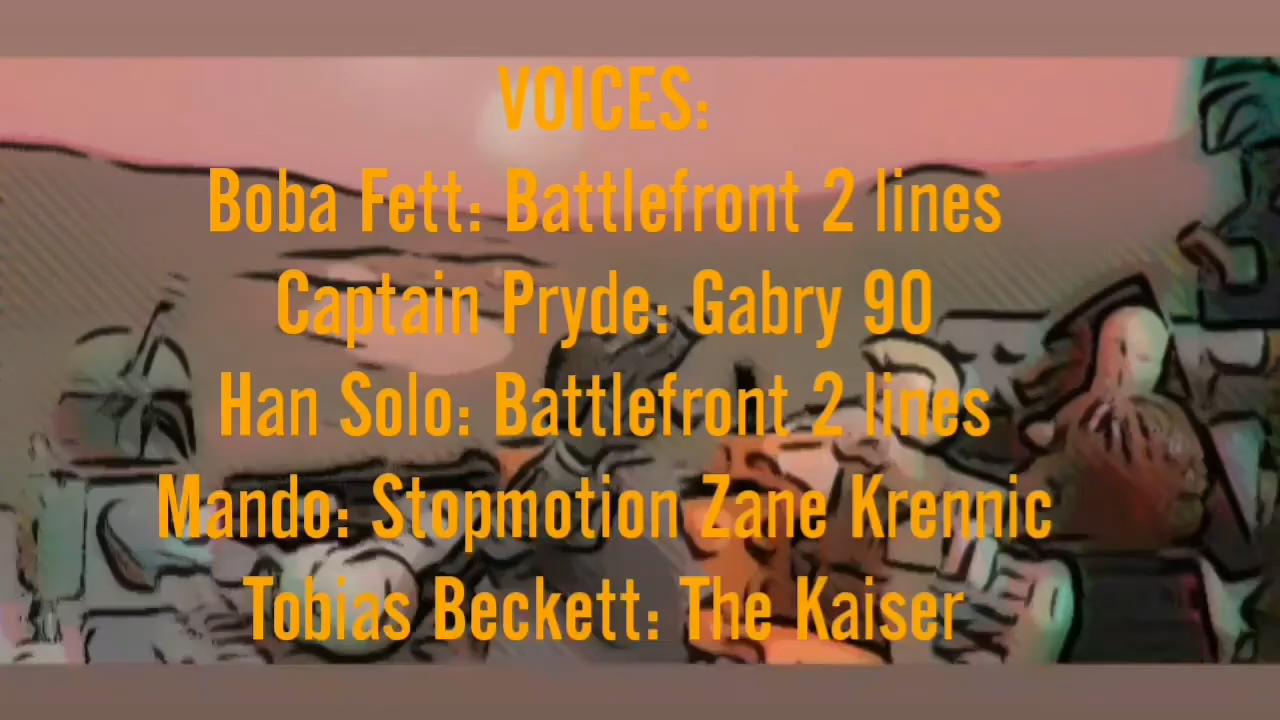 VOICES:
Boba Fett: Battlefront 2 lines
Captain Pryde: Gabry 90
Han Solo: Battlefront 2 lines
Mando: Stopmotion Zane Krennic
Tobias Beckett: The Kaiser